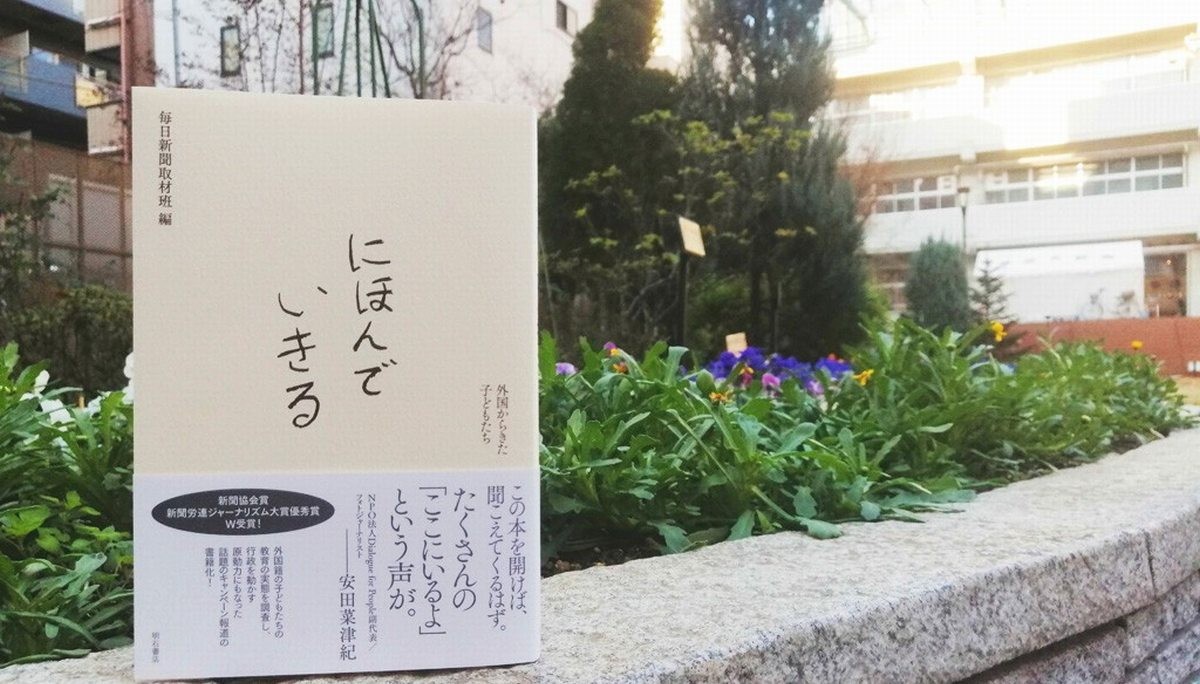 毎日新聞取材班 編
にほんで
いきる
外国からきた
子どもたち
この本を開けば、
聞こえてくるはず。
たくさんの
「ここにいるよ」
という声が。
NPO法人Dialogue for People副代表/
フォトジャーナリスト
安田菜津紀
新聞協会賞
新聞労連ジャーナリズム大賞優秀賞
W受賞!
外国籍の子どもたちの
教育の実態を調査し、
行政を動かす
原動力にもなった
話題のキャンペーン報道の
書籍化!
明石書店